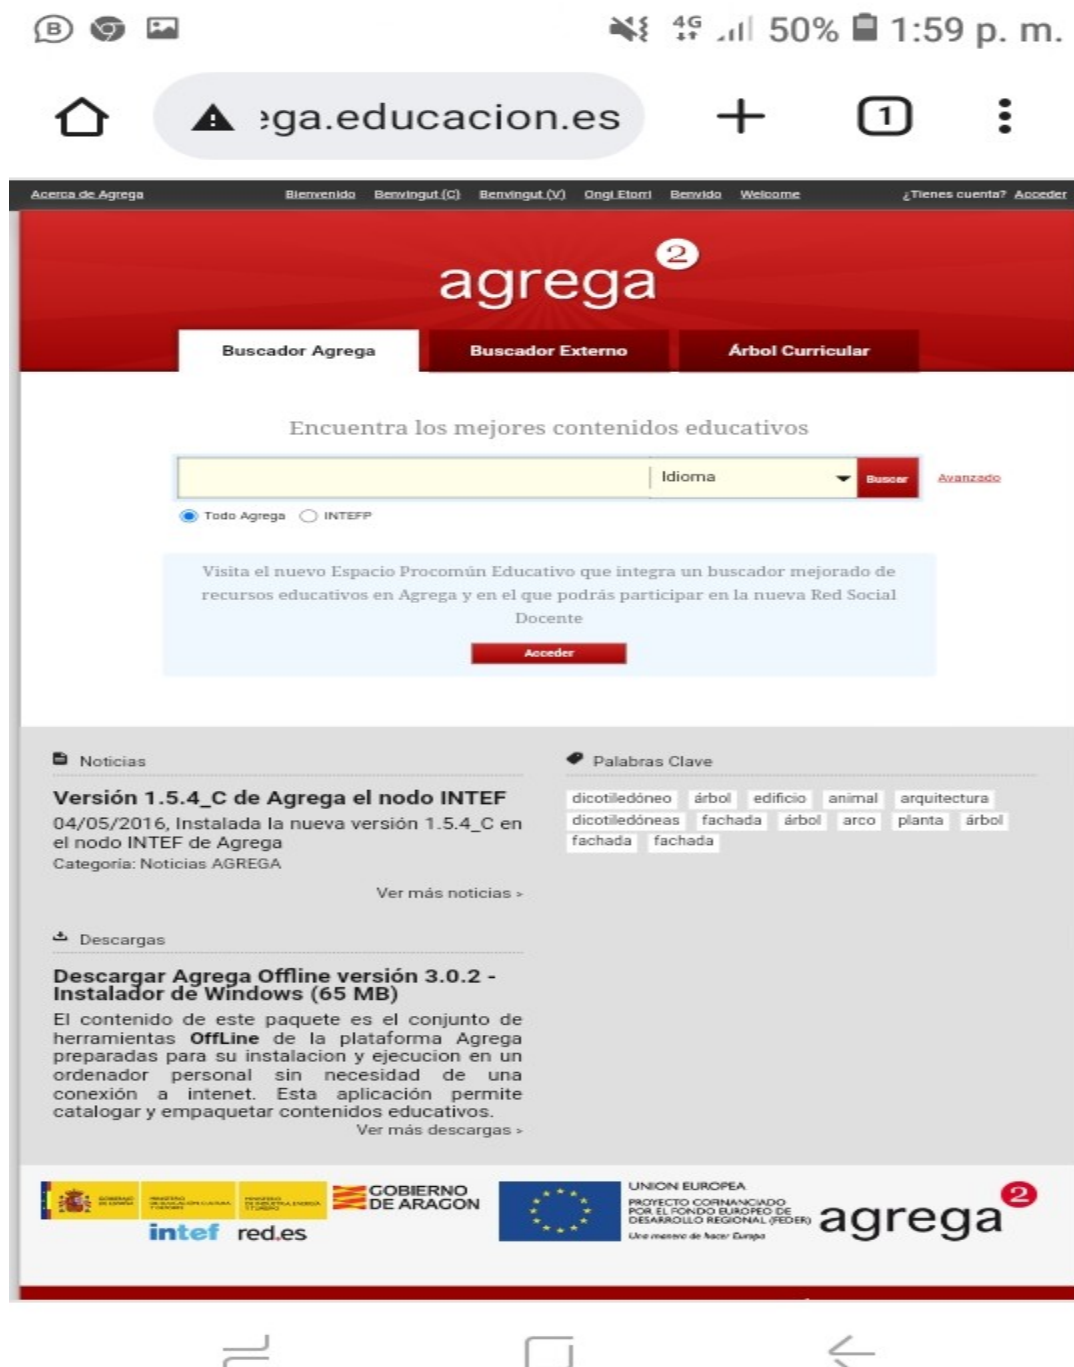 B
4G 50% 1:59 p. m.
ga.educacion.es
1
Acerca de Agrega Bienvenido Benvingut (C) Benvingut (V) Ongi Etorri Benvido Welcome ¿Tienes cuenta? Acceder
agrega 2
Buscador Agrega Buscador Externo Árbol Curricular
Encuentra los mejores contenidos educativos
Idioma Buscar Avanzado
Todo Agrega INTEFP
Visita el nuevo Espacio Procomún Educativo que integra un buscador mejorado de
recursos educativos en Agrega y en el que podrás participar en la nueva Red Social
Docente
Acceder
Noticias
Versión 1.5.4_C de Agrega el nodo INTEF
04/05/2016, Instalada la nueva versión 1.5.4_C en
el nodo INTEF de Agrega
Categoría: Noticias AGREGA
Ver más noticias >
Palabras Clave
dicotiledóneo árbol edificio animal arquitectura
dicotiledóneas fachada árbol arco planta árbol
fachada fachada
Descargas
Descargar Agrega Offline versión 3.0.2 -
Instalador de Windows (65 MB)
El contenido de este paquete es el conjunto de
herramientas OffLine de la plataforma Agrega
preparadas para su instalacion y ejecucion en un
ordenador personal sin necesidad de una
conexión a intenet. Esta aplicación permite
catalogar y empaquetar contenidos educativos.
Ver más descargas >
GOBIERNO
DE ESPAÑA
GOBIERNO
DE ARAGON
intef red.es
UNION EUROPEA
PROYECTO COFINANCIADO
POR EL FONDO EUROPEO DE
DESARROLLO REGIONAL (FEDER)
Una manera de hacer Europa
agrega 2